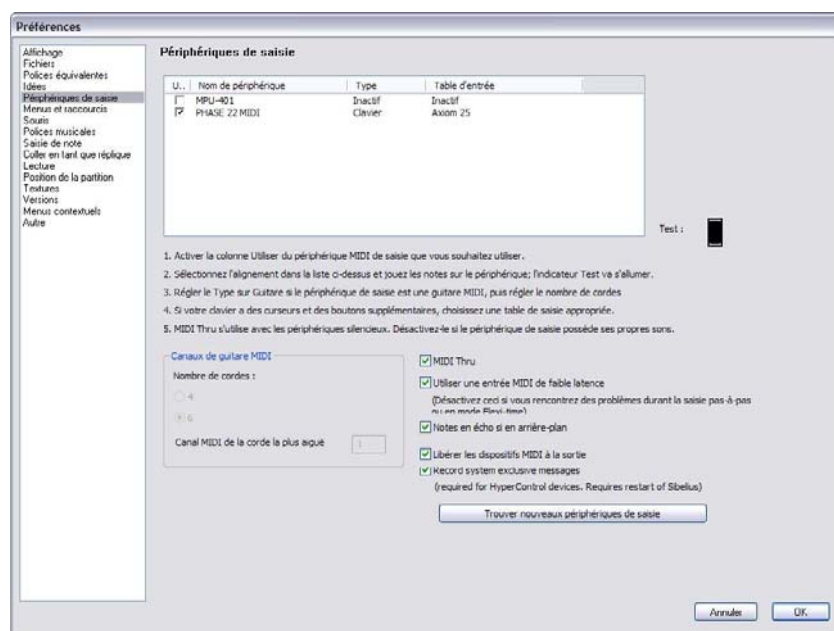 Préférences
Affichage
Fichiers
Polices équivalentes
Idées
Périphériques de saisie
Menus et raccourcis
Souris
Polices musicales
Saisie de note
Coller en tant que réplique
Lecture
Position de la partition
Textures
Versions
Menus contextuels
Autre
Périphériques de saisie
U.. Nom de périphérique Type Table d'entrée
MPU-401 Inactif Inactif
PHASE 22 MIDI Clavier Axiom 25
Test :
1. Activer la colonne Utiliser du périphérique MIDI de saisie que vous souhaitez utiliser.
2. Sélectionnez l'alignement dans la liste ci-dessus et jouez les notes sur le périphérique; l'indicateur Test va s'allumer.
3. Régler le Type sur Guitare si le périphérique de saisie est une guitare MIDI, puis régler le nombre de cordes
4. Si votre clavier a des curseurs et des boutons supplémentaires, choisissez une table de saisie appropriée.
5. MIDI Thru s'utilise avec les périphériques silencieux. Désactivez-le si le périphérique de saisie possède ses propres sons.
Canaux de guitare MIDI
Nombre de cordes :
4
6
Canal MIDI de la corde la plus aiguë
1
MIDI Thru
Utiliser une entrée MIDI de faible latence
(Désactivez ceci si vous rencontrez des problèmes durant la saisie pas-à-pas
ou en mode Flexi-time)
Notes en écho si en arrière-plan
Libérer les dispositifs MIDI à la sortie
Record system exclusive messages
(required for HyperControl devices. Requires restart of Sibelius)
Trouver nouveaux périphériques de saisie
Annuler
OK